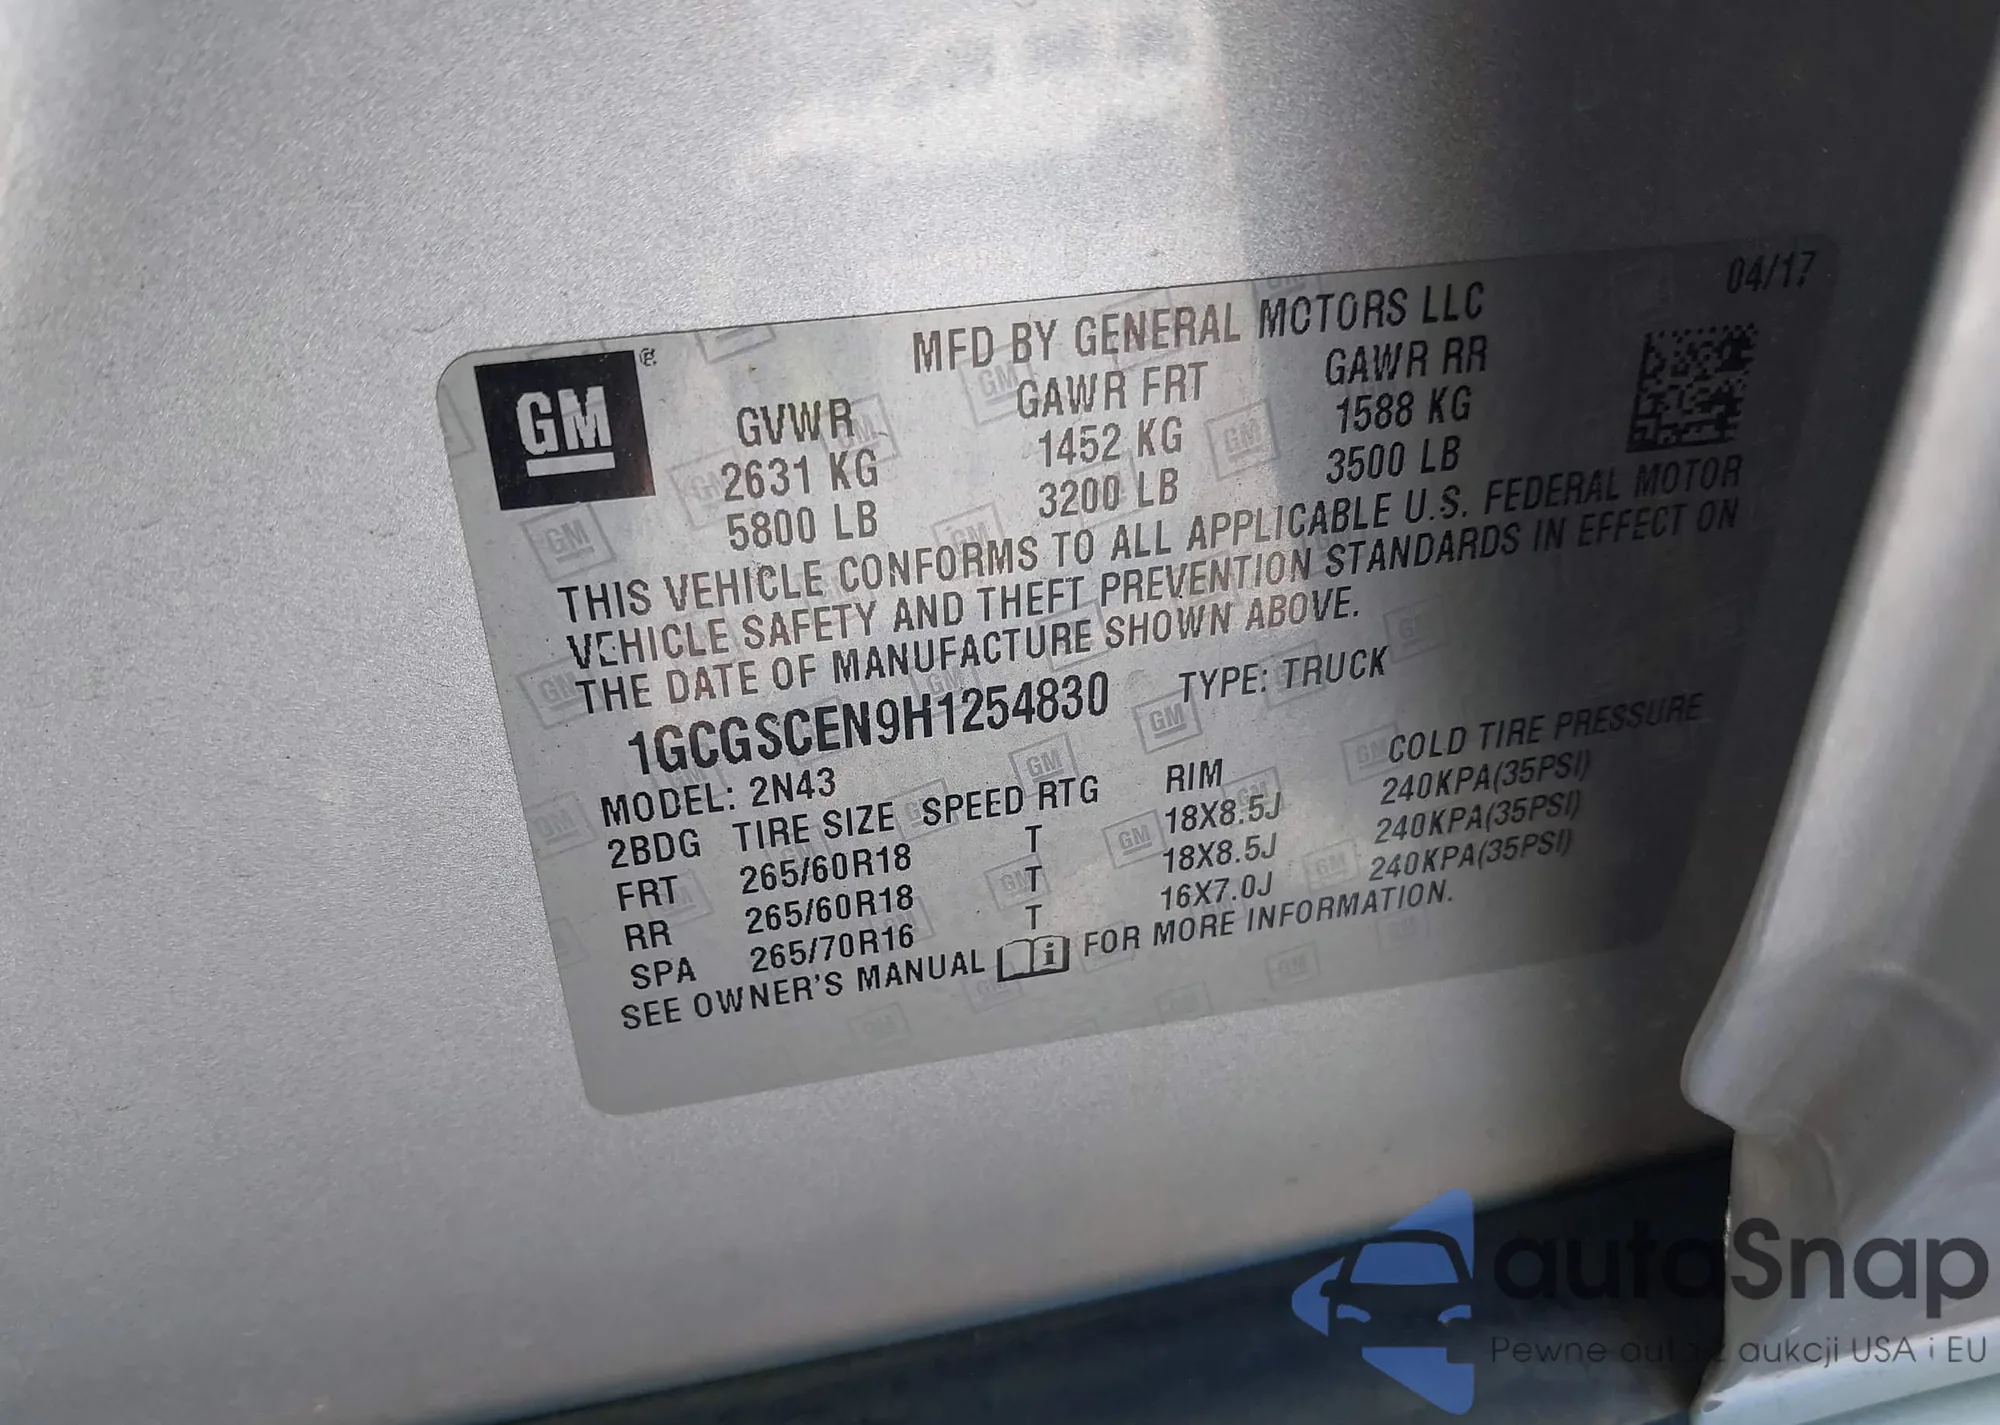 04/17
MFD BY GENERAL MOTORS LLC
GM ®
GVWR GAWR FRT GAWR RR
2631 KG 1452 KG 1588 KG
5800 LB 3200 LB 3500 LB
THIS VEHICLE CONFORMS TO ALL APPLICABLE U.S. FEDERAL MOTOR
VEHICLE SAFETY AND THEFT PREVENTION STANDARDS IN EFFECT ON
THE DATE OF MANUFACTURE SHOWN ABOVE.
1GCGSCEN9H1254830 TYPE: TRUCK
MODEL: 2N43
2BDG TIRE SIZE SPEED RTG RIM COLD TIRE PRESSURE
FRT 265/60R18 T 18X8.5J 240KPA(35PSI)
RR 265/60R18 T 18X8.5J 240KPA(35PSI)
SPA 265/70R16 T 16X7.0J 240KPA(35PSI)
SEE OWNER'S MANUAL i FOR MORE INFORMATION.
autaSnap
Pewne auta z aukcji USA i EU